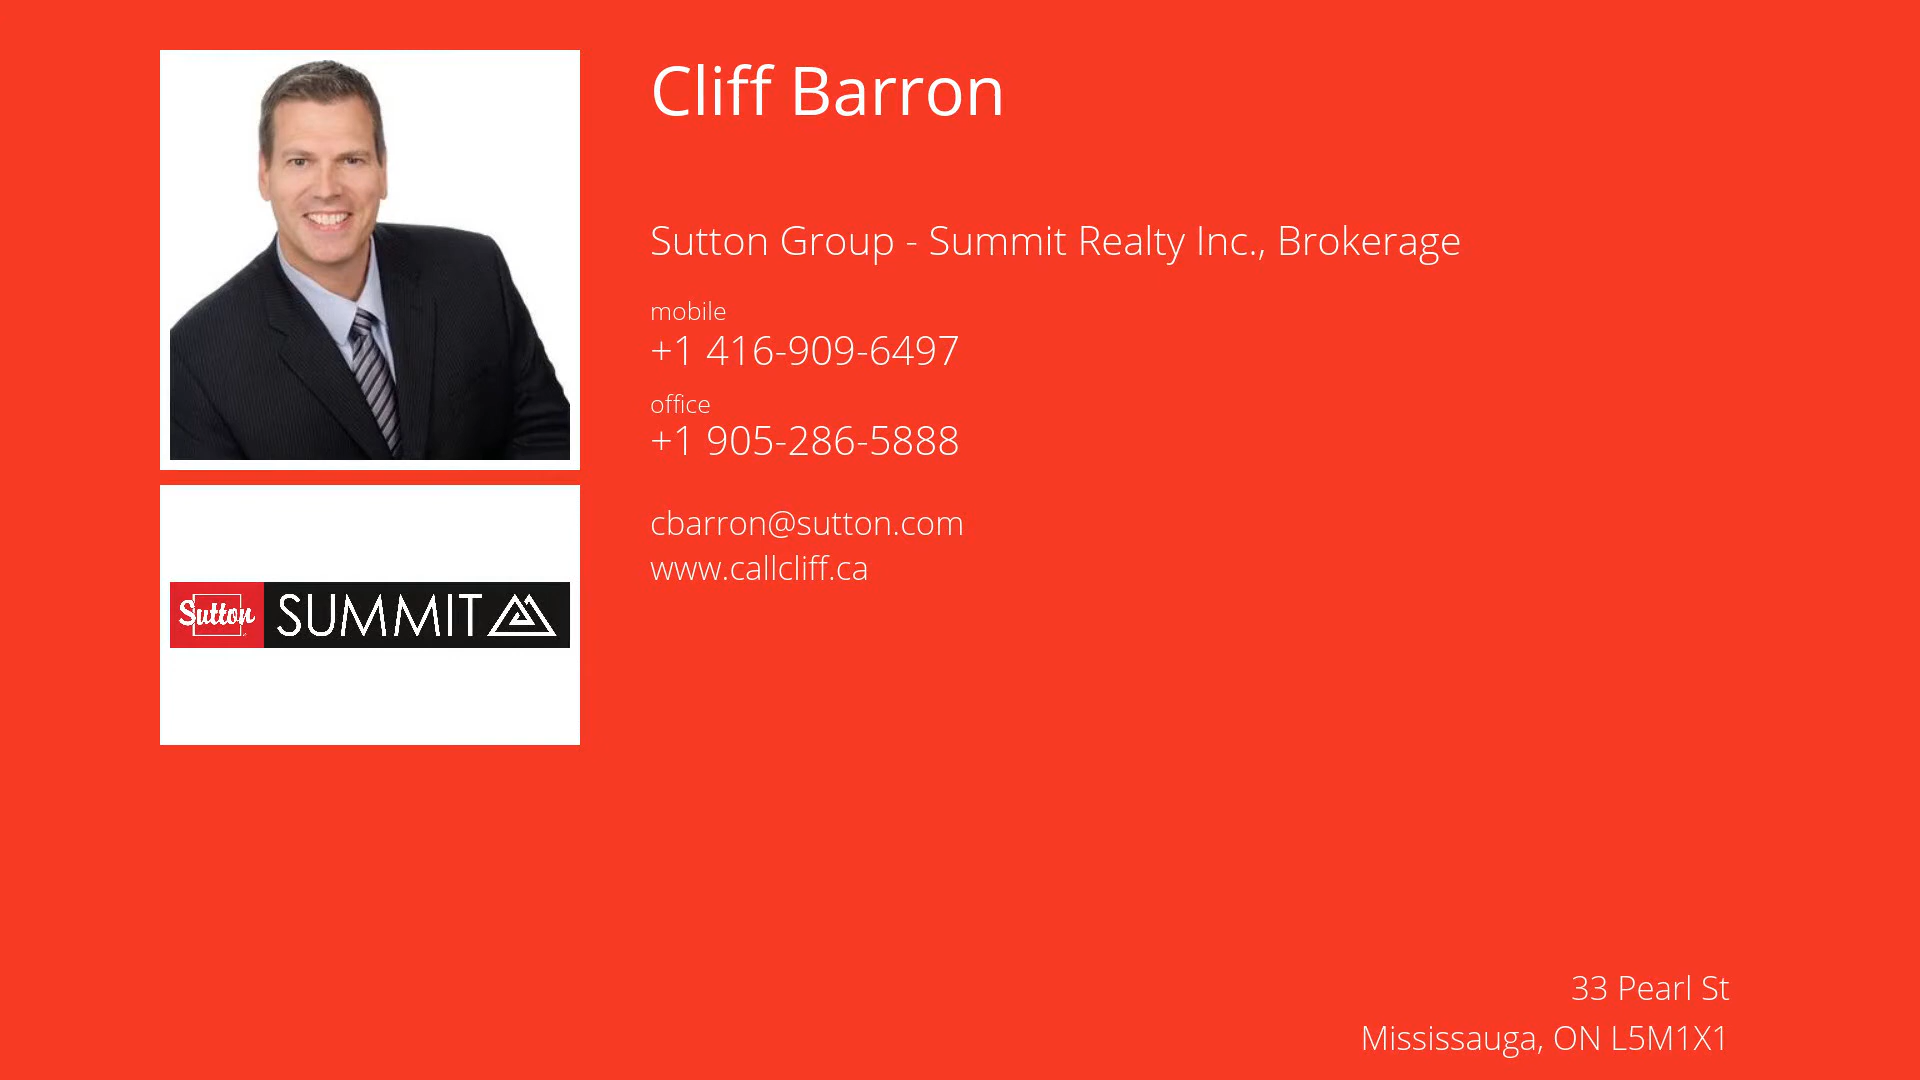 Cliff Barron
Sutton Group - Summit Realty Inc., Brokerage
mobile
+1 416-909-6497
office
+1 905-286-5888
cbarron@sutton.com
www.callcliff.ca
Sutton SUMMIT
33 Pearl St
Mississauga, ON L5M1X1